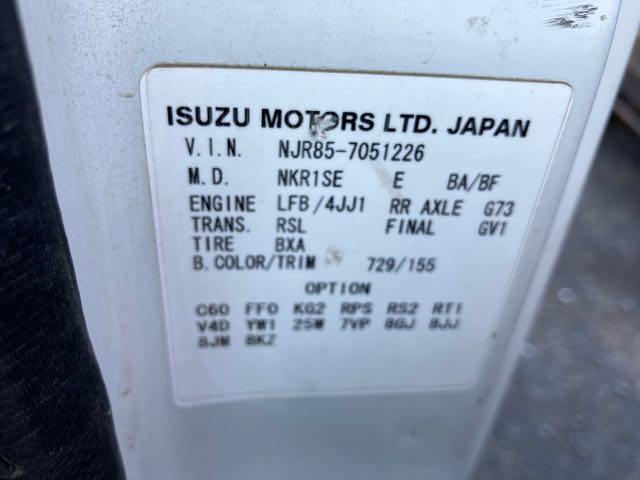 ISUZU MOTORS LTD. JAPAN
V.I.N. NJR85-7051226
M.D. NKR1SE E BA/BF
ENGINE LFB/4JJ1 RR AXLE G73
TRANS. RSL FINAL GV1
TIRE BXA
B.COLOR/TRIM 729/155
OPTION
C60 FF0 KG2 RPS RS2 RT1
V4D YW1 25M 7VP 8GJ 8JJ
8JM 8KZ